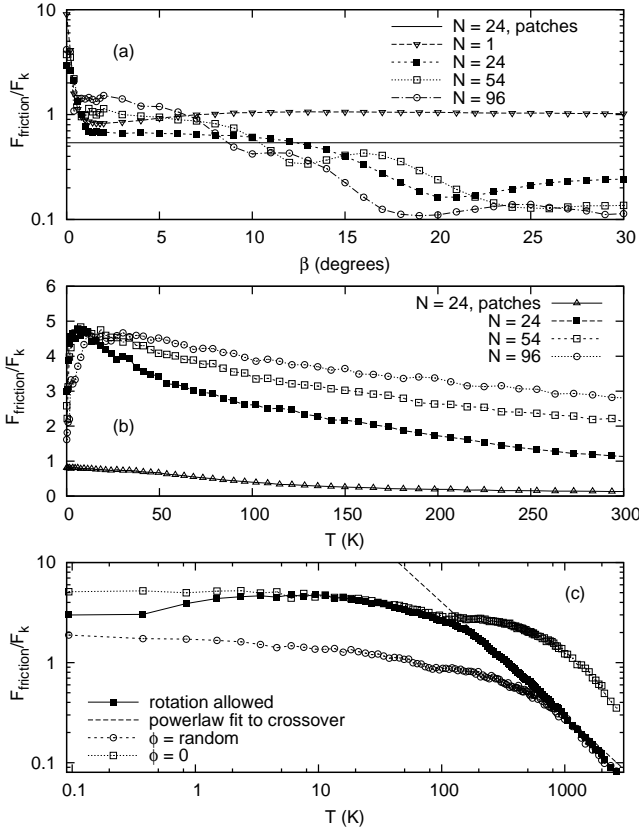 10
1
0.1
0
5
10
15
20
25
30
F_friction/F_k
β (degrees)
(a)
N = 24, patches
N = 1
N = 24
N = 54
N = 96
6
5
4
3
2
1
0
0
50
100
150
200
250
300
F_friction/F_k
T (K)
(b)
N = 24, patches
N = 24
N = 54
N = 96
10
1
0.1
0.1
1
10
100
1000
F_friction/F_k
T (K)
(c)
rotation allowed
powerlaw fit to crossover
ϕ = random
ϕ = 0